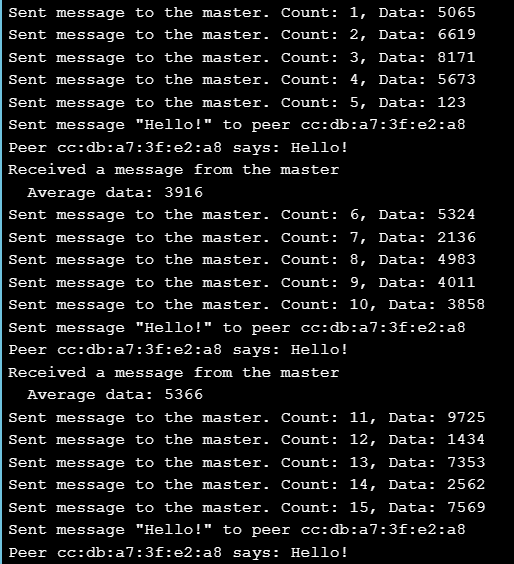 Sent message to the master. Count: 1, Data: 5065
Sent message to the master. Count: 2, Data: 6619
Sent message to the master. Count: 3, Data: 8171
Sent message to the master. Count: 4, Data: 5673
Sent message to the master. Count: 5, Data: 123
Sent message "Hello!" to peer cc:db:a7:3f:e2:a8
Peer cc:db:a7:3f:e2:a8 says: Hello!
Received a message from the master
  Average data: 3916
Sent message to the master. Count: 6, Data: 5324
Sent message to the master. Count: 7, Data: 2136
Sent message to the master. Count: 8, Data: 4983
Sent message to the master. Count: 9, Data: 4011
Sent message to the master. Count: 10, Data: 3858
Sent message "Hello!" to peer cc:db:a7:3f:e2:a8
Peer cc:db:a7:3f:e2:a8 says: Hello!
Received a message from the master
  Average data: 5366
Sent message to the master. Count: 11, Data: 9725
Sent message to the master. Count: 12, Data: 1434
Sent message to the master. Count: 13, Data: 7353
Sent message to the master. Count: 14, Data: 2562
Sent message to the master. Count: 15, Data: 7569
Sent message "Hello!" to peer cc:db:a7:3f:e2:a8
Peer cc:db:a7:3f:e2:a8 says: Hello!